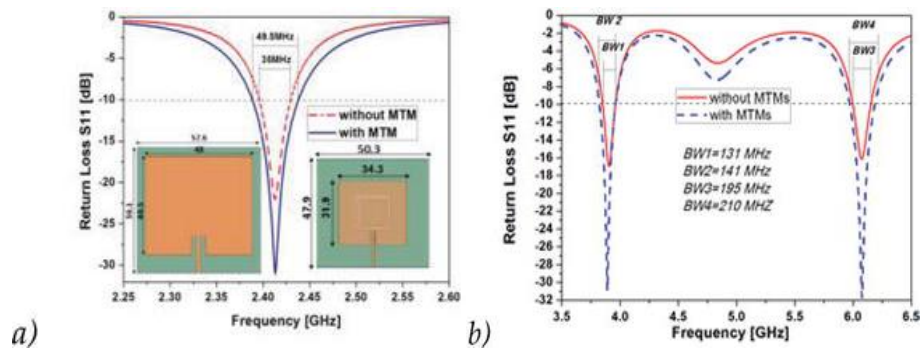 Return Loss S11 [dB]
0
-5
-10
-15
-20
-25
-30
49.5MHz
36MHz
without MTM
with MTM
57.6
48
50.3
34.3
47.9
31.9
2.25 2.30 2.35 2.40 2.45 2.50 2.55 2.60
Frequency [GHz]
a)
Return Loss S11 [dB]
0
-2
-4
-6
-8
-10
-12
-14
-16
-18
-20
-22
-24
-26
-28
-30
-32
BW 2
BW1
BW4
BW3
without MTMs
with MTMs
BW1=131 MHz
BW2=141 MHz
BW3=195 MHz
BW4=210 MHZ
3.5 4.0 4.5 5.0 5.5 6.0 6.5
Frequency [GHz]
b)